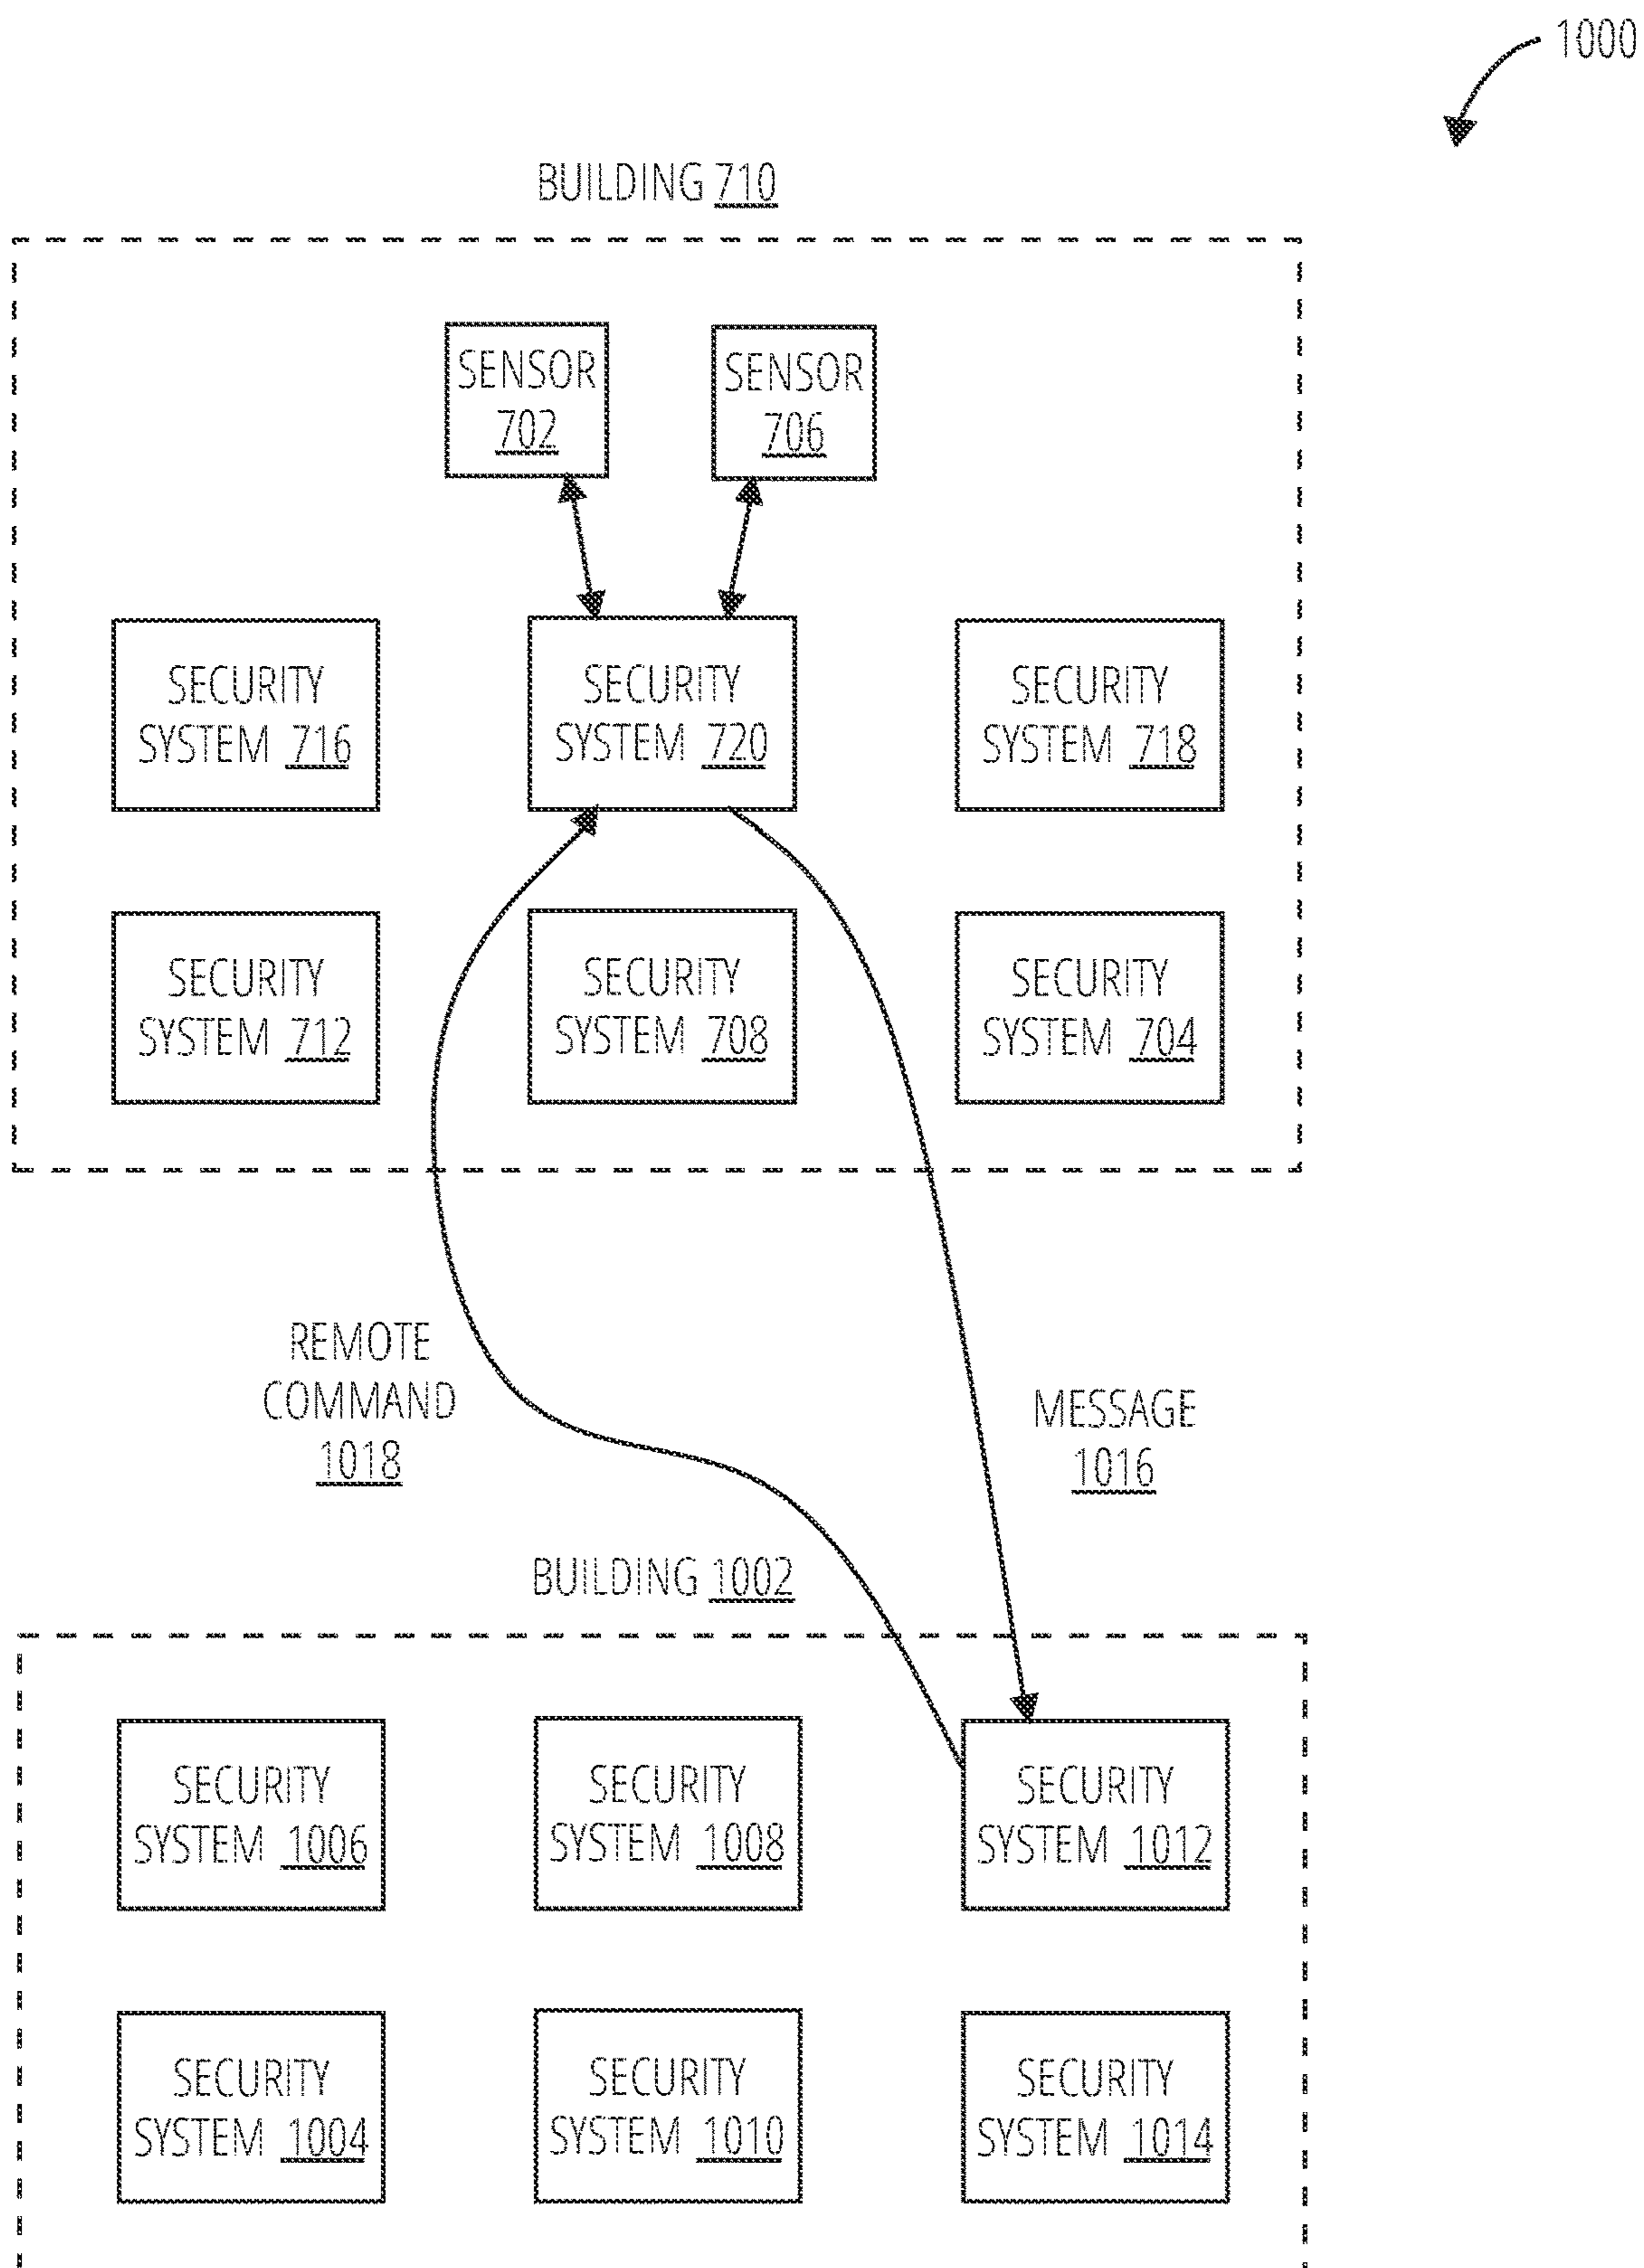 1000
BUILDING 710
SENSOR
702
SENSOR
706
SECURITY
SYSTEM 716
SECURITY
SYSTEM 720
SECURITY
SYSTEM 718
SECURITY
SYSTEM 712
SECURITY
SYSTEM 708
SECURITY
SYSTEM 704
REMOTE
COMMAND
1018
MESSAGE
1016
BUILDING 1002
SECURITY
SYSTEM 1006
SECURITY
SYSTEM 1008
SECURITY
SYSTEM 1012
SECURITY
SYSTEM 1004
SECURITY
SYSTEM 1010
SECURITY
SYSTEM 1014